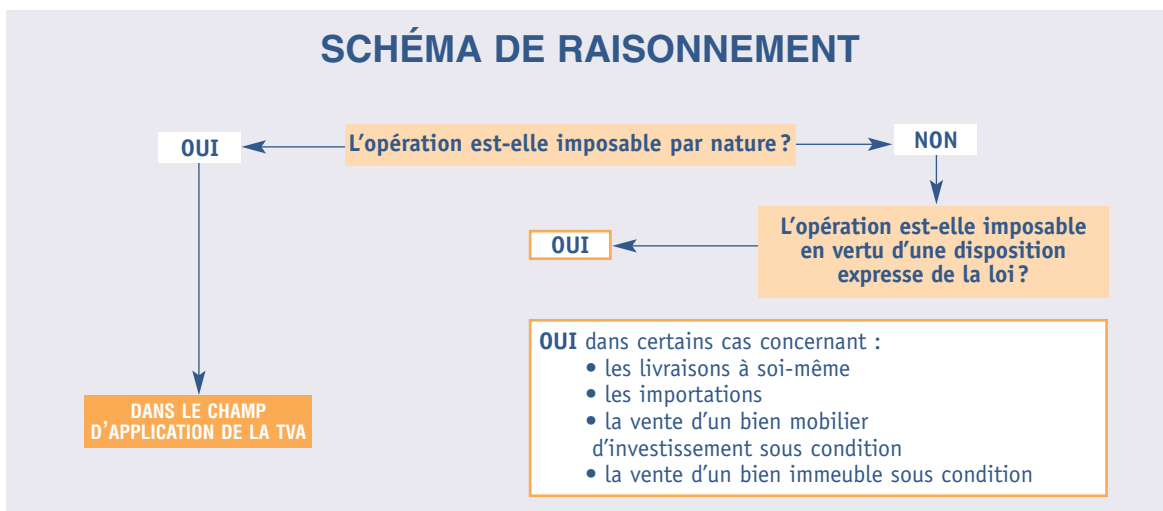 SCHÉMA DE RAISONNEMENT
OUI
L'opération est-elle imposable par nature ?
NON
L'opération est-elle imposable
en vertu d'une disposition
expresse de la loi ?
OUI
OUI dans certains cas concernant :
• les livraisons à soi-même
• les importations
• la vente d'un bien mobilier
d'investissement sous condition
• la vente d'un bien immeuble sous condition
DANS LE CHAMP
D'APPLICATION DE LA TVA